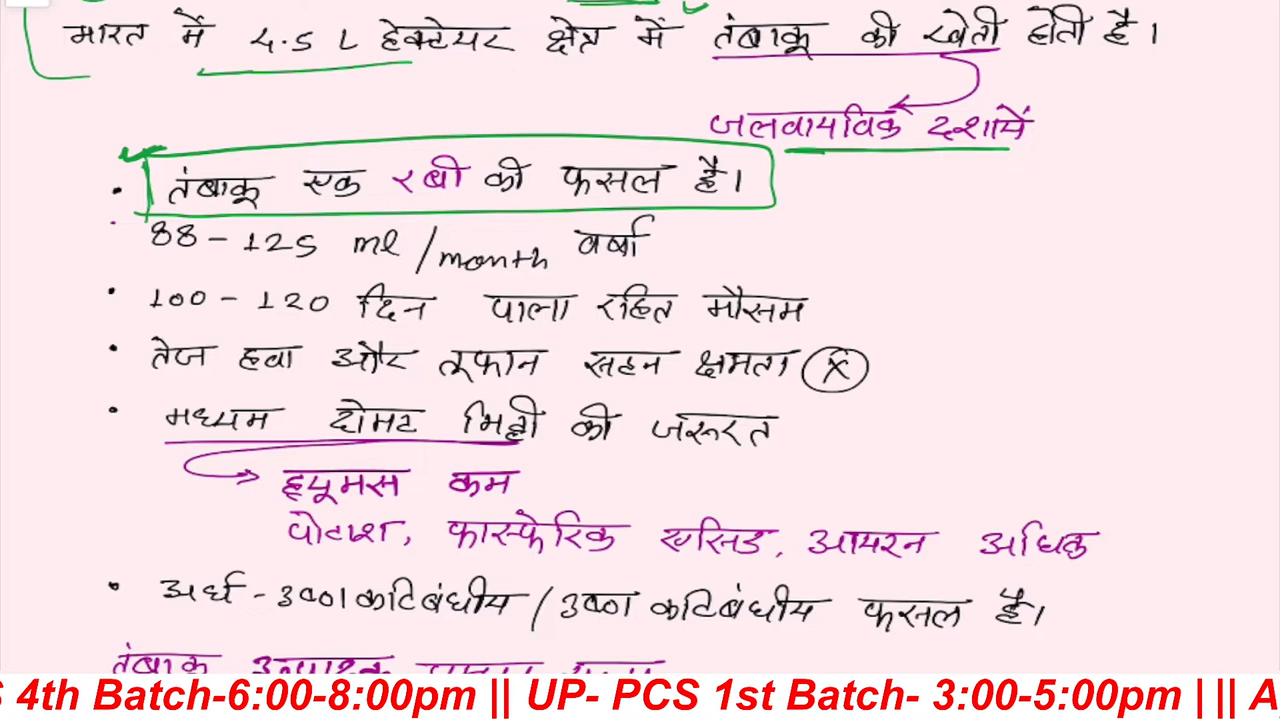 भारत में 4.5 L हेक्टेयर क्षेत्र में तंबाकू की खेती होती है।
जलवायविक दशायें
• तंबाकू एक रबी की फसल है।
• 88-125 ml/month वर्षा
• 100-120 दिन पाला रहित मौसम
• तेज हवा और तूफान सहन क्षमता X
• मध्यम दोमट मिट्टी की जरूरत
ह्यूमस कम
पोटाश, फास्फेरिक एसिड, आयरन अधिक
• अर्ध-उष्ण कटिबंधीय/उष्ण कटिबंधीय फसल है।
तंबाकू उत्पादक
S 4th Batch-6:00-8:00pm || UP- PCS 1st Batch- 3:00-5:00pm | || A